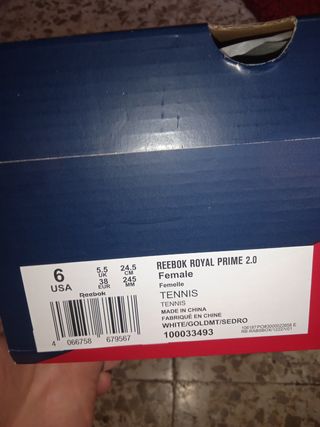 6
USA
5.5
UK
24.5
CM
38
EUR
245
MM
Reebok
4 066758 679567
REEBOK ROYAL PRIME 2.0
Female
Femelle
TENNIS
TENNIS
MADE IN CHINA
FABRIQUÉ EN CHINE
WHITE/GOLDMT/SEDRO
100033493